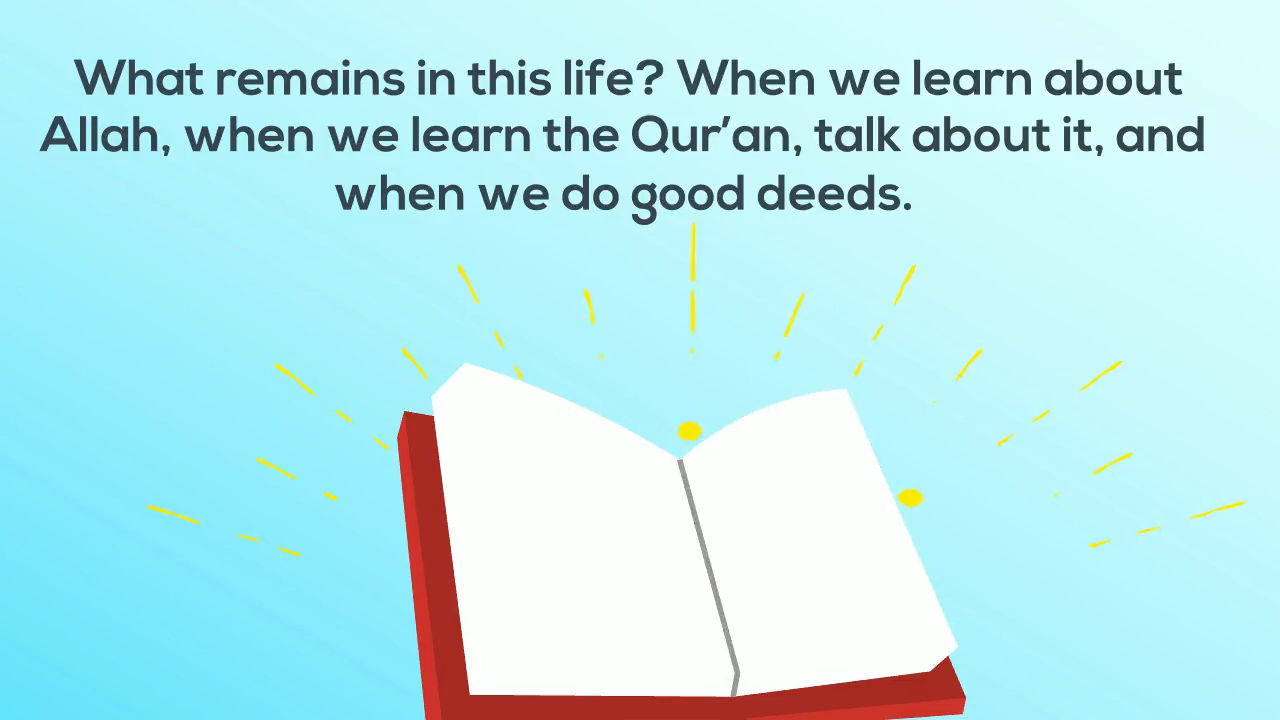 What remains in this life? When we learn about
Allah, when we learn the Qur’an, talk about it, and
when we do good deeds.